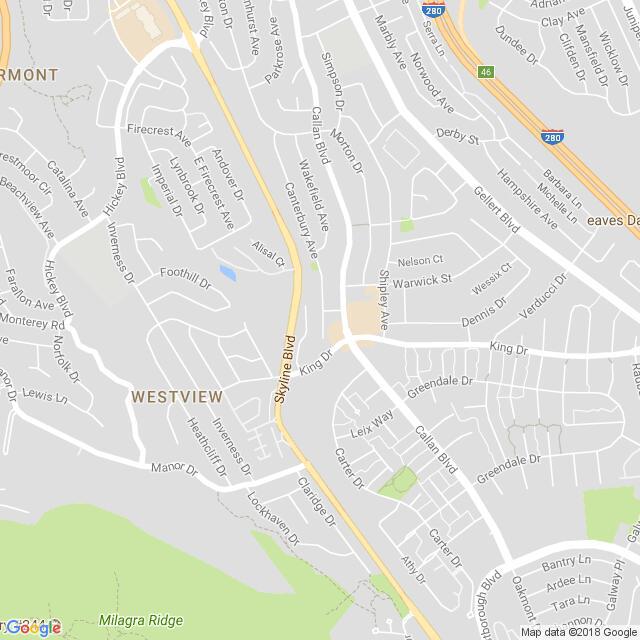 280
Adrian
Clay Ave
Wicklow Dr
Mansfield Dr
Clifden Dr
Dundee Dr
Serra Ln
Marbly Ave
Norwood Ave
46
Parkrose Ave
Simpson Dr
Callan Blvd
Norton Dr
Derby St
280
Firecrest Ave
Hickey Blvd
Catalina Ave
Beachview Ave
Imperial Dr
Lynbrook Dr
E Firecrest Ave
Andover Dr
Wakefield Ave
Canterbury Ave
Hampshire Ave
Barbara Ln
Michelle Ln
Gellert Blvd
eaves Da
Inverness Dr
Alisal Ct
Foothill Dr
Nelson Ct
Warwick St
Shipley Ave
Wessix Ct
Dennis Dr
Verducci Dr
Hickey Blvd
Farallon Ave
Monterey Rd
Norfolk Dr
Lewis Ln
Skyline Blvd
King Dr
King Dr
WESTVIEW
Greendale Dr
Leix Way
Callan Blvd
Greendale Dr
Heathcliff Dr
Inverness Dr
Manor Dr
Carter Dr
Lockhaven Dr
Claridge Dr
Carter Dr
Athy Dr
Bantry Ln
Ardee Ln
Tara Ln
Galway Pl
Milagra Ridge
Google
Map data ©2018 Google